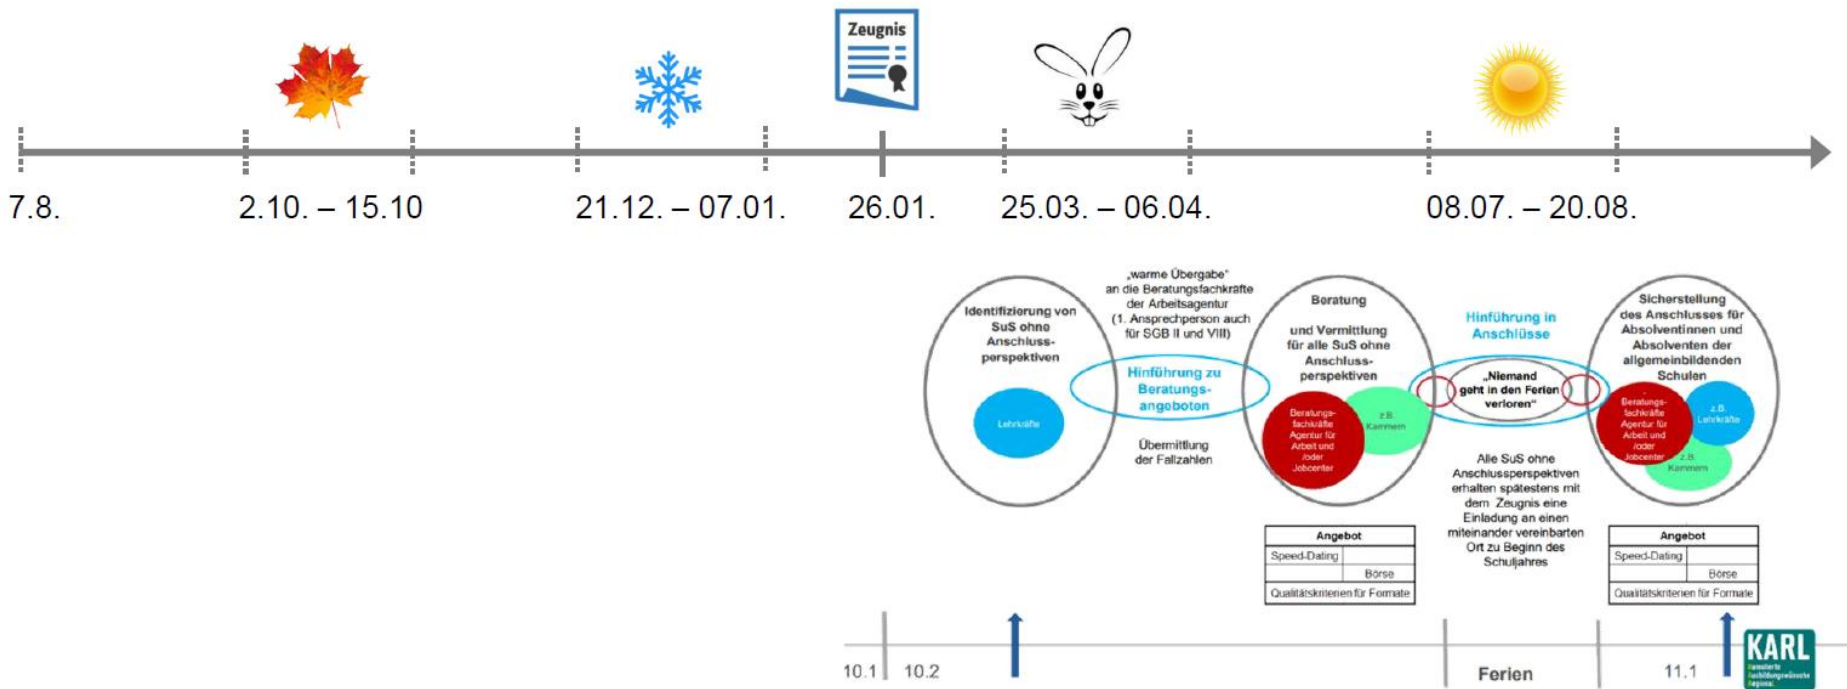 Zeugnis
7.8.
2.10. – 15.10
21.12. – 07.01.
26.01.
25.03. – 06.04.
08.07. – 20.08.
Identifizierung von
SuS ohne
Anschluss-
perspektiven
Lehrkräfte
„warme Übergabe“
an die Beratungsfachkräfte
der Arbeitsagentur
(1. Ansprechperson auch
für SGB II und VIII)
Hinführung zu
Beratungs-
angeboten
Übermittlung
der Fallzahlen
Beratung
und Vermittlung
für alle SuS ohne
Anschluss-
perspektiven
Beratungs-
fachkräfte
Agentur für
Arbeit und
/oder
Jobcenter
z.B.
Kammern
Angebot
Speed-Dating
Börse
Qualitätskriterien für Formate
Hinführung in
Anschlüsse
„Niemand
geht in den Ferien
verloren“
Alle SuS ohne
Anschlussperspektiven
erhalten spätestens mit
dem Zeugnis eine
Einladung an einen
miteinander vereinbarten
Ort zu Beginn des
Schuljahres
Sicherstellung
des Anschlusses für
Absolventinnen und
Absolventen der
allgemeinbildenden
Schulen
Beratungs-
fachkräfte
Agentur für
Arbeit und
/oder
Jobcenter
z.B.
Lehrkräfte
z.B.
Kammern
Angebot
Speed-Dating
Börse
Qualitätskriterien für Formate
10.1
10.2
Ferien
11.1
KARL
Ausbildungswünsche
Regional